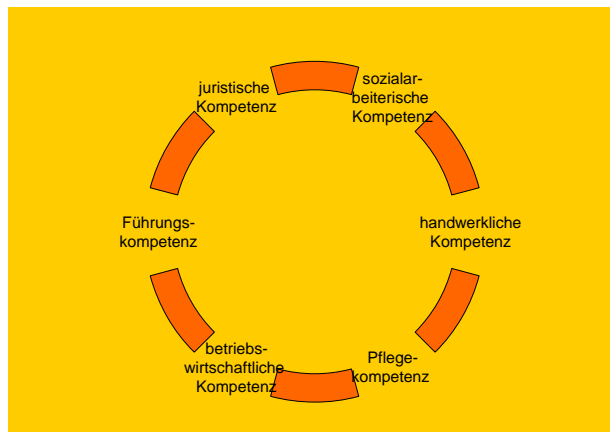 juristische
Kompetenz
sozialar-
beiterische
Kompetenz
Führungs-
kompetenz
handwerkliche
Kompetenz
betriebs-
wirtschaftliche
Kompetenz
Pflege-
kompetenz